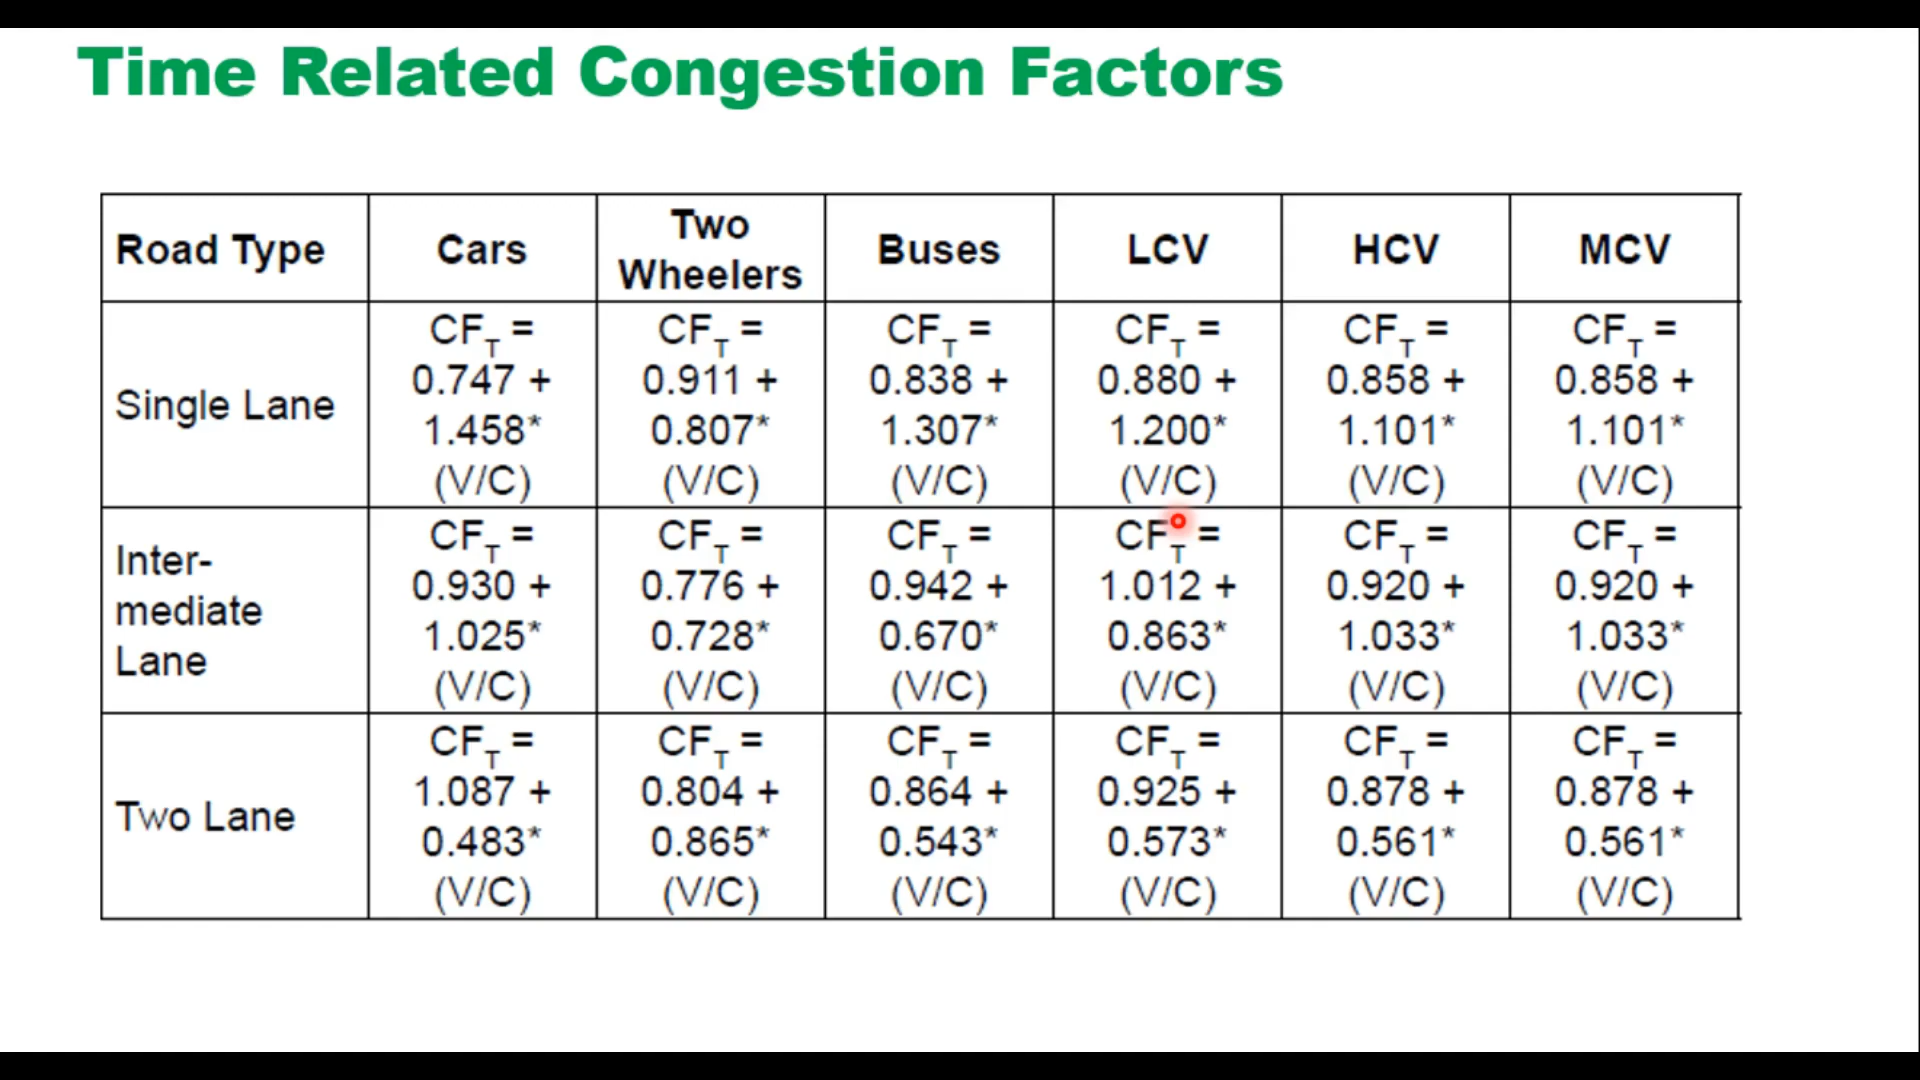 Time Related Congestion Factors
Road Type
Cars
Two
Wheelers
Buses
LCV
HCV
MCV
Single Lane
CF_T =
0.747 +
1.458*
(V/C)
CF_T =
0.911 +
0.807*
(V/C)
CF_T =
0.838 +
1.307*
(V/C)
CF_T =
0.880 +
1.200*
(V/C)
CF_T =
0.858 +
1.101*
(V/C)
CF_T =
0.858 +
1.101*
(V/C)
Inter-
mediate
Lane
CF_T =
0.930 +
1.025*
(V/C)
CF_T =
0.776 +
0.728*
(V/C)
CF_T =
0.942 +
0.670*
(V/C)
CF_T =
1.012 +
0.863*
(V/C)
CF_T =
0.920 +
1.033*
(V/C)
CF_T =
0.920 +
1.033*
(V/C)
Two Lane
CF_T =
1.087 +
0.483*
(V/C)
CF_T =
0.804 +
0.865*
(V/C)
CF_T =
0.864 +
0.543*
(V/C)
CF_T =
0.925 +
0.573*
(V/C)
CF_T =
0.878 +
0.561*
(V/C)
CF_T =
0.878 +
0.561*
(V/C)